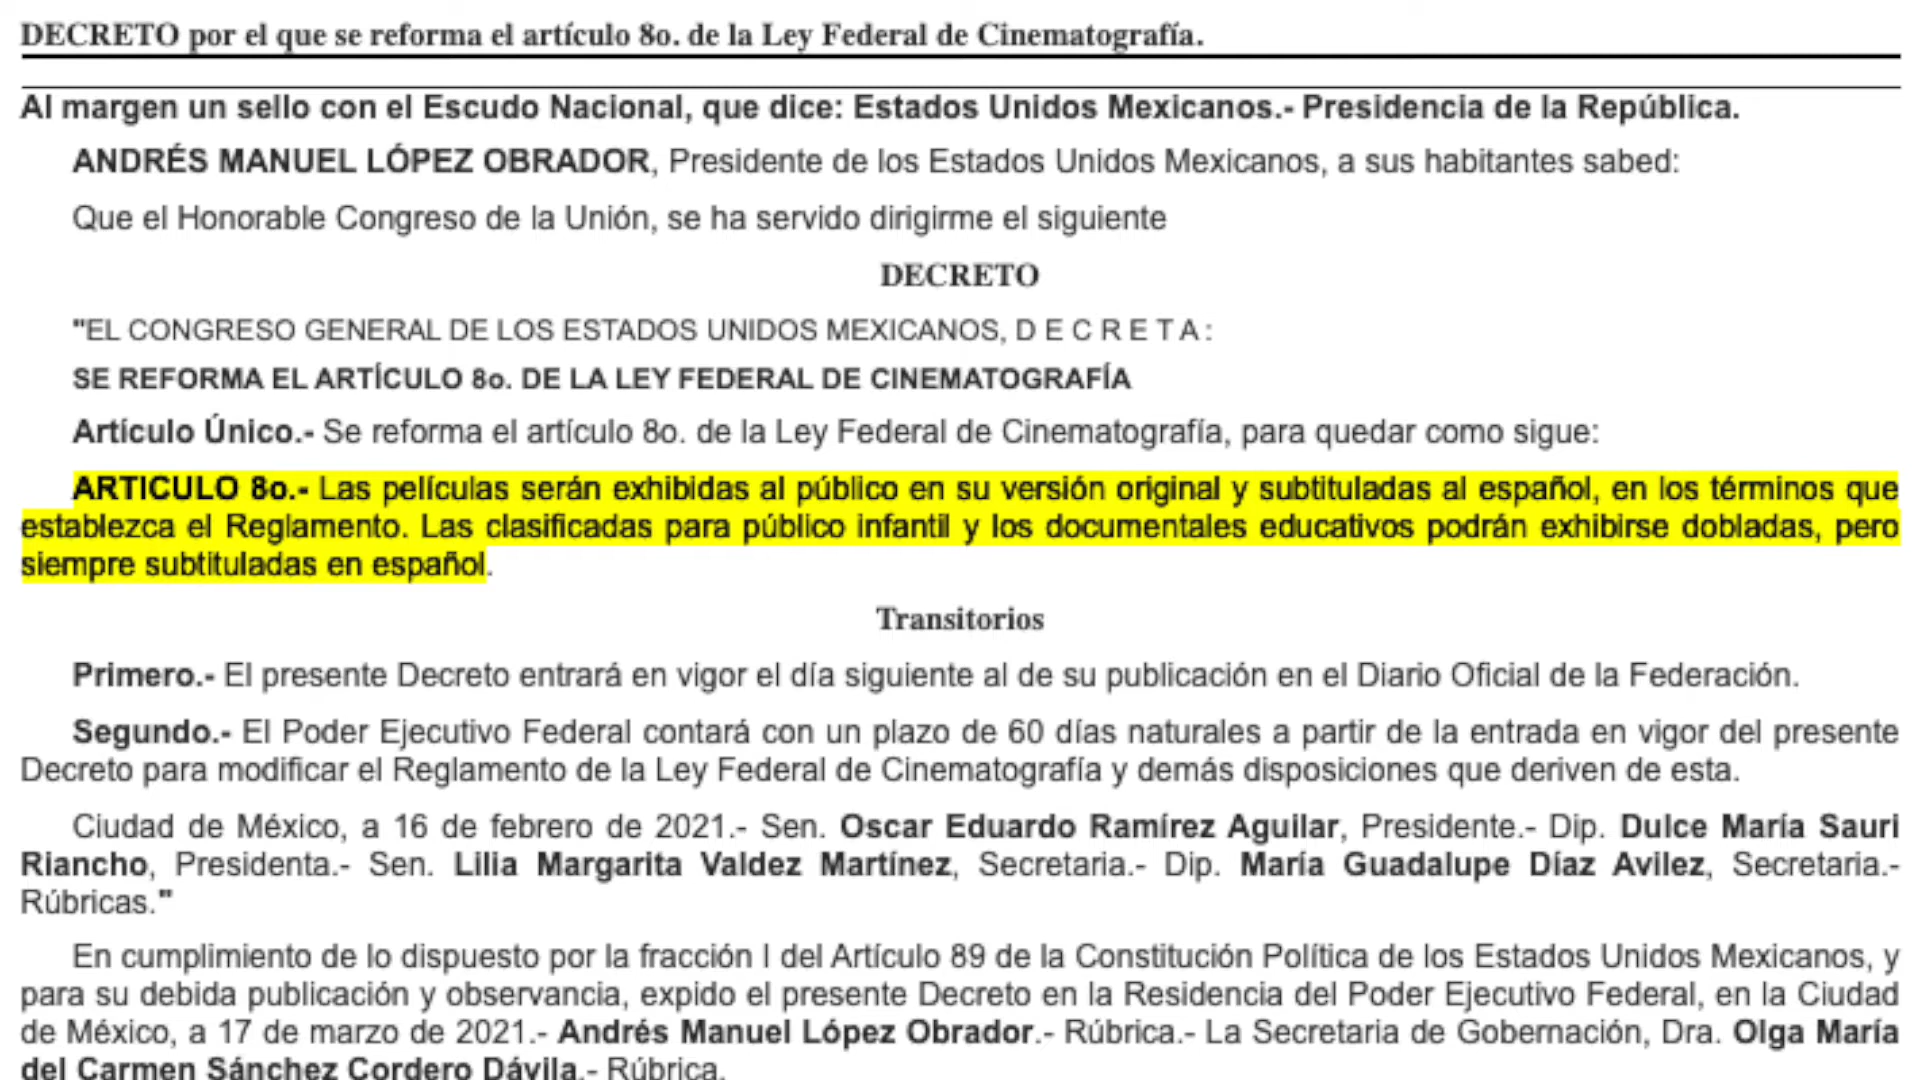 DECRETO por el que se reforma el artículo 8o. de la Ley Federal de Cinematografía.
Al margen un sello con el Escudo Nacional, que dice: Estados Unidos Mexicanos.- Presidencia de la República.
ANDRÉS MANUEL LÓPEZ OBRADOR, Presidente de los Estados Unidos Mexicanos, a sus habitantes sabed:
Que el Honorable Congreso de la Unión, se ha servido dirigirme el siguiente
DECRETO
"EL CONGRESO GENERAL DE LOS ESTADOS UNIDOS MEXICANOS, D E C R E T A :
SE REFORMA EL ARTÍCULO 8o. DE LA LEY FEDERAL DE CINEMATOGRAFÍA
Artículo Único.- Se reforma el artículo 8o. de la Ley Federal de Cinematografía, para quedar como sigue:
ARTICULO 8o.- Las películas serán exhibidas al público en su versión original y subtituladas al español, en los términos que
establezca el Reglamento. Las clasificadas para público infantil y los documentales educativos podrán exhibirse dobladas, pero
siempre subtituladas en español.
Transitorios
Primero.- El presente Decreto entrará en vigor el día siguiente al de su publicación en el Diario Oficial de la Federación.
Segundo.- El Poder Ejecutivo Federal contará con un plazo de 60 días naturales a partir de la entrada en vigor del presente
Decreto para modificar el Reglamento de la Ley Federal de Cinematografía y demás disposiciones que deriven de esta.
Ciudad de México, a 16 de febrero de 2021.- Sen. Oscar Eduardo Ramírez Aguilar, Presidente.- Dip. Dulce María Sauri
Riancho, Presidenta.- Sen. Lilia Margarita Valdez Martínez, Secretaria.- Dip. María Guadalupe Díaz Avilez, Secretaria.-
Rúbricas."
En cumplimiento de lo dispuesto por la fracción I del Artículo 89 de la Constitución Política de los Estados Unidos Mexicanos, y
para su debida publicación y observancia, expido el presente Decreto en la Residencia del Poder Ejecutivo Federal, en la Ciudad
de México, a 17 de marzo de 2021.- Andrés Manuel López Obrador.- Rúbrica.- La Secretaria de Gobernación, Dra. Olga María
del Carmen Sánchez Cordero Dávila.- Rúbrica.